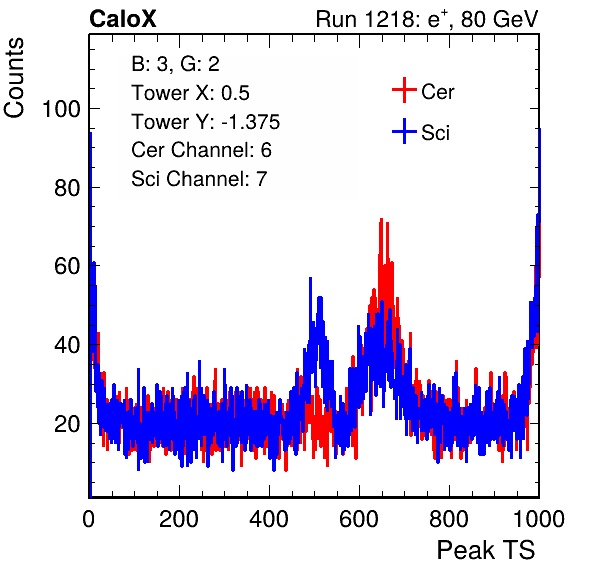 CaloX Run 1218: e⁺, 80 GeV
Counts
B: 3, G: 2
Tower X: 0.5
Tower Y: -1.375
Cer Channel: 6
Sci Channel: 7
Cer
Sci
100
80
60
40
20
0 200 400 600 800 1000
Peak TS